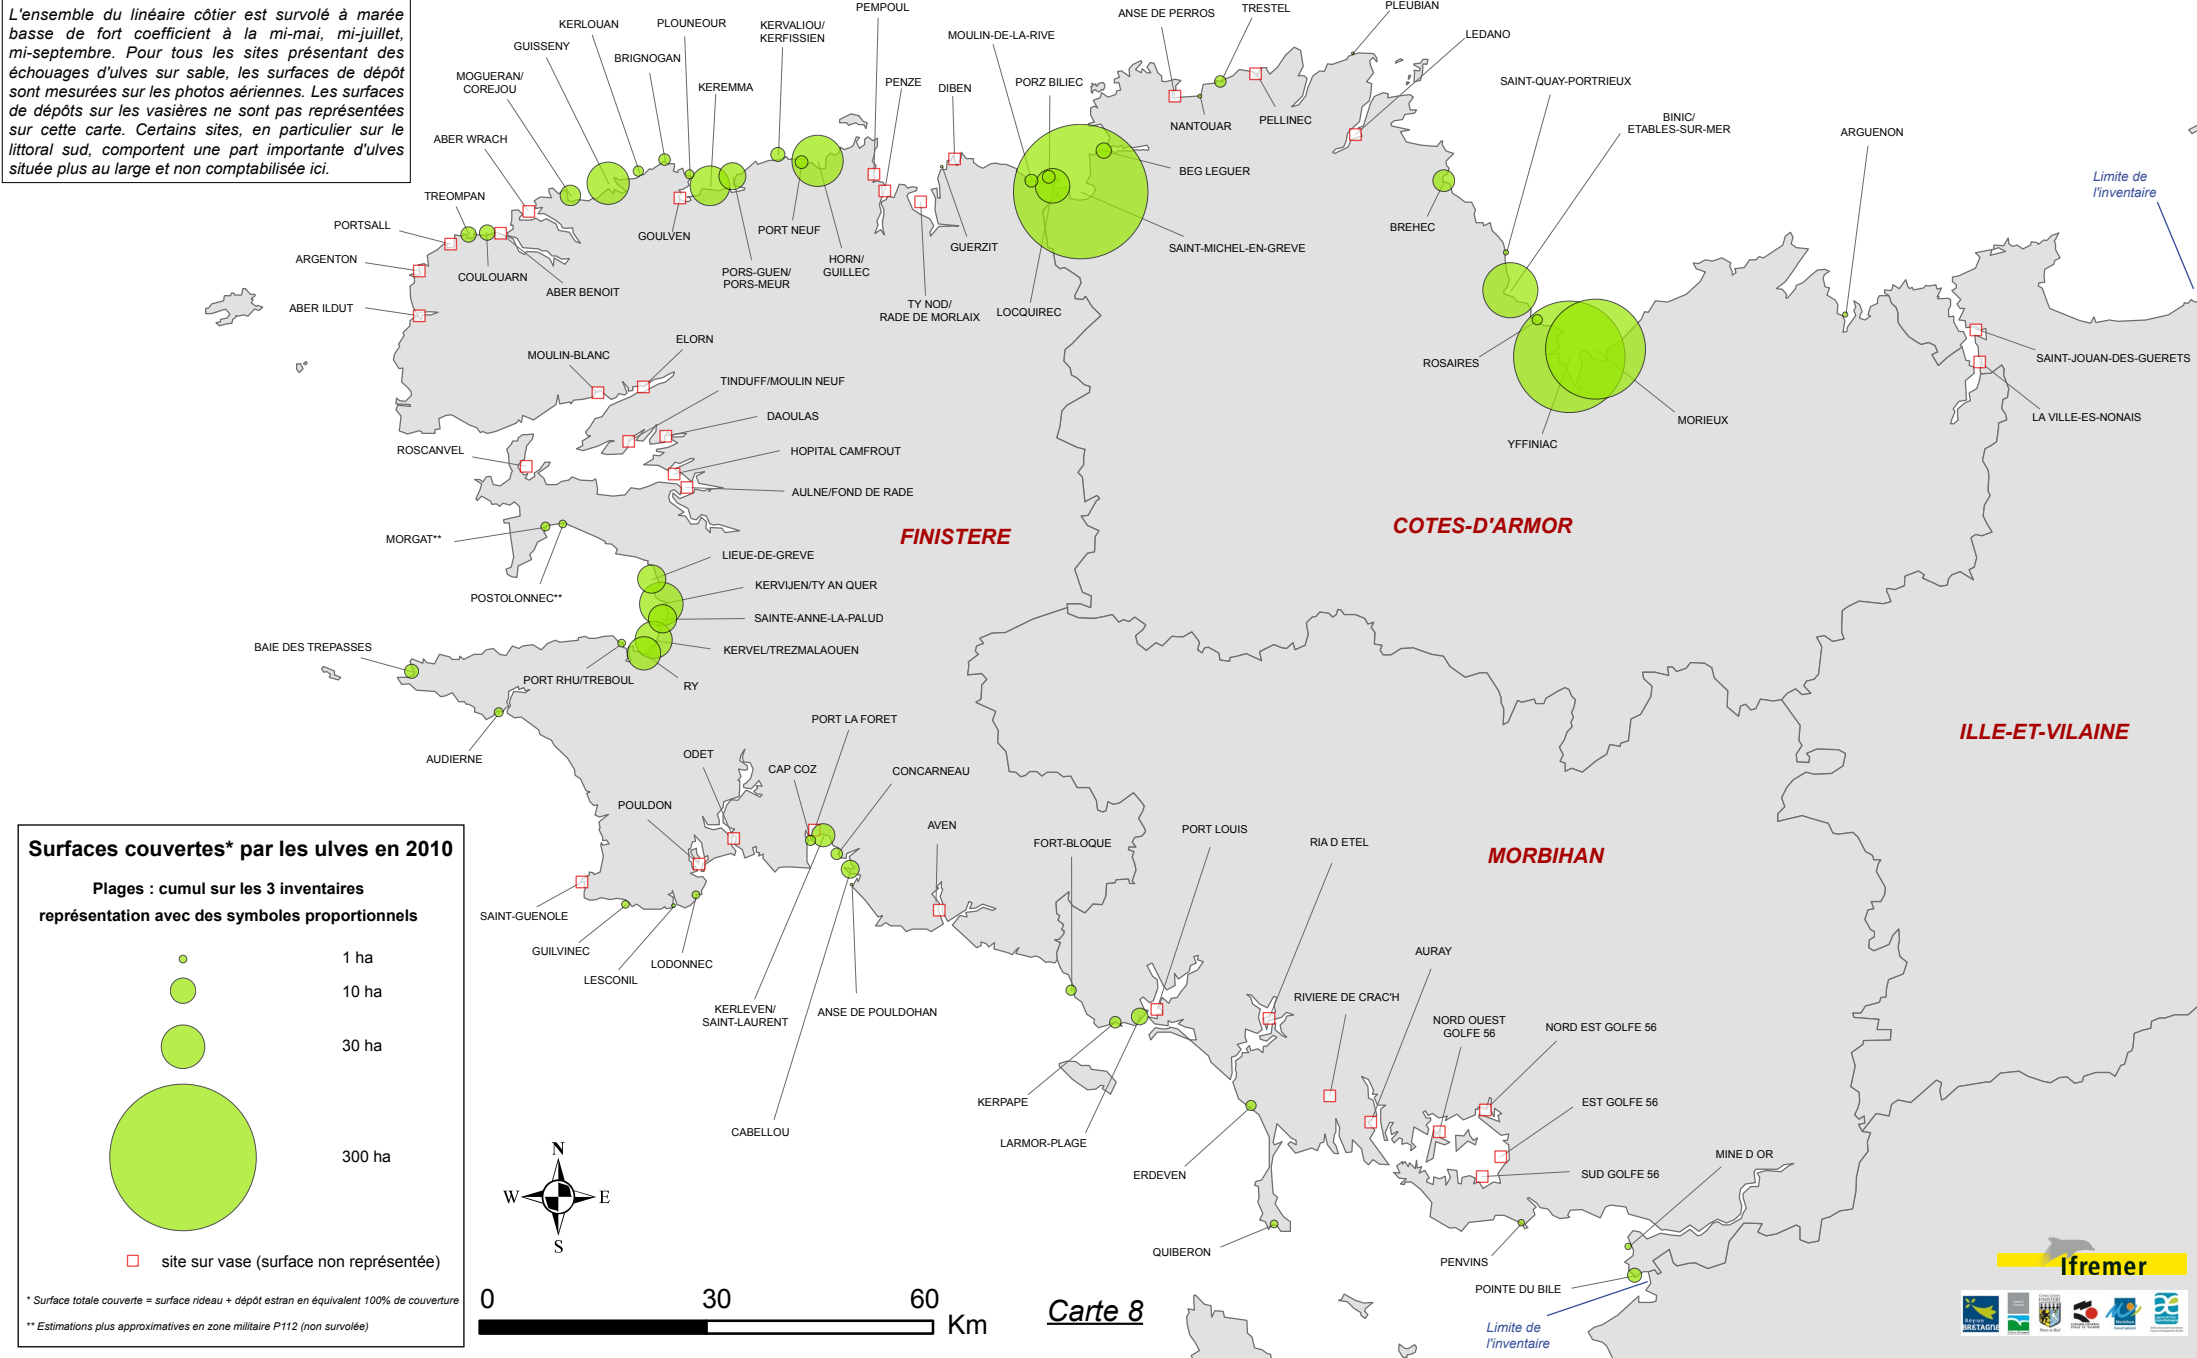 L'ensemble du linéaire côtier est survolé à marée
basse de fort coefficient à la mi-mai, mi-juillet,
mi-septembre. Pour tous les sites présentant des
échouages d'ulves sur sable, les surfaces de dépôt
sont mesurées sur les photos aériennes. Les surfaces
de dépôts sur les vasières ne sont pas représentées
sur cette carte. Certains sites, en particulier sur le
littoral sud, comportent une part importante d'ulves
située plus au large et non comptabilisée ici.
KERLOUAN
PLOUNEOUR
KERVALIOU/
KERFISSIEN
PEMPOUL
GUISSENY
BRIGNOGAN
MOGUERAN/
COREJOU
KEREMMA
PENZE
DIBEN
MOULIN-DE-LA-RIVE
PORZ BILIEC
ANSE DE PERROS
TRESTEL
PLEUBIAN
LEDANO
NANTOUAR
PELLINEC
SAINT-QUAY-PORTRIEUX
BINIC/
ETABLES-SUR-MER
ARGUENON
Limite de
l'inventaire
ABER WRACH
TREOMPAN
PORTSALL
ARGENTON
COULOUARN
ABER BENOIT
ABER ILDUT
GOULVEN
PORT NEUF
PORS-GUEN/
PORS-MEUR
HORN/
GUILLEC
GUERZIT
TY NOD/
RADE DE MORLAIX
LOCQUIREC
BEG LEGUER
SAINT-MICHEL-EN-GREVE
BREHEC
ROSAIRES
YFFINIAC
MORIEUX
SAINT-JOUAN-DES-GUERETS
LA VILLE-ES-NONAIS
MOULIN-BLANC
ELORN
TINDUFF/MOULIN NEUF
DAOULAS
ROSCANVEL
HOPITAL CAMFROUT
AULNE/FOND DE RADE
FINISTERE
COTES-D'ARMOR
MORGAT**
POSTOLONNEC**
LIEUE-DE-GREVE
KERVIJEN/TY AN QUER
SAINTE-ANNE-LA-PALUD
KERVEL/TREZMALAOUEN
BAIE DES TREPASSES
PORT RHU/TREBOUL
RY
AUDIERNE
PORT LA FORET
ODET
CAP COZ
CONCARNEAU
POULDON
AVEN
FORT-BLOQUE
PORT LOUIS
RIA D ETEL
MORBIHAN
ILLE-ET-VILAINE
SAINT-GUENOLE
GUILVINEC
LESCONIL
LODONNEC
KERLEVEN/
SAINT-LAURENT
ANSE DE POULDOHAN
CABELLOU
AURAY
RIVIERE DE CRAC'H
NORD OUEST
GOLFE 56
NORD EST GOLFE 56
EST GOLFE 56
SUD GOLFE 56
KERPAPE
LARMOR-PLAGE
ERDEVEN
QUIBERON
MINE D OR
PENVINS
POINTE DU BILE
Limite de
l'inventaire
Surfaces couvertes* par les ulves en 2010
Plages : cumul sur les 3 inventaires
représentation avec des symboles proportionnels
1 ha
10 ha
30 ha
300 ha
site sur vase (surface non représentée)
* Surface totale couverte = surface rideau + dépôt estran en équivalent 100% de couverture
** Estimations plus approximatives en zone militaire P112 (non survolée)
N
W
E
S
0 30 60
Km
Carte 8
Ifremer
Région
BRETAGNE
FINISTERE
Morbihan